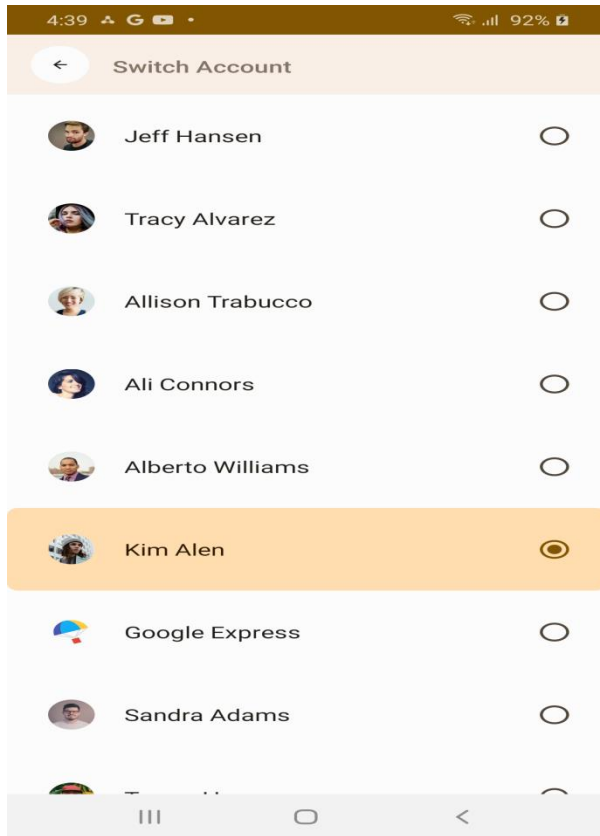 4:39 G 92%
Switch Account
Jeff Hansen
Tracy Alvarez
Allison Trabucco
Ali Connors
Alberto Williams
Kim Alen
Google Express
Sandra Adams